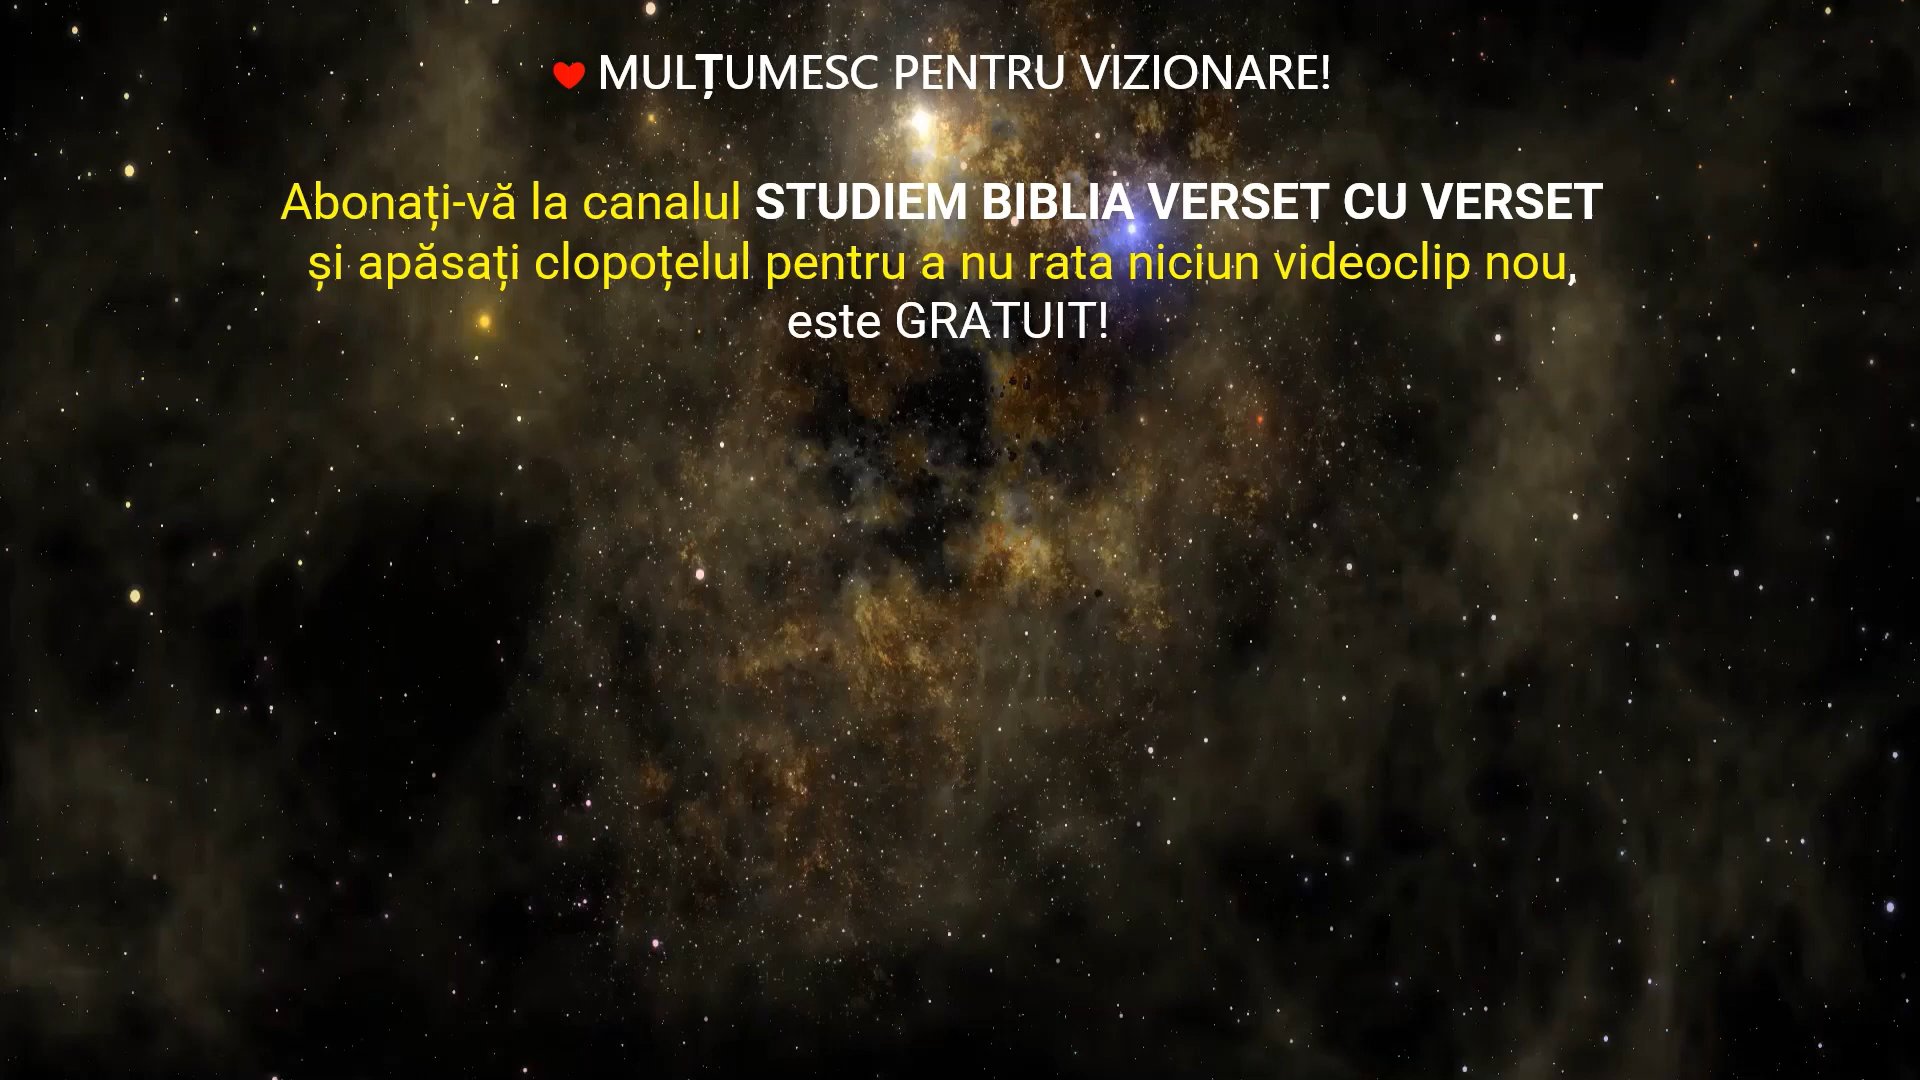 ❤ MULȚUMESC PENTRU VIZIONARE!
Abonați-vă la canalul STUDIEM BIBLIA VERSET CU VERSET
și apăsați clopoțelul pentru a nu rata niciun videoclip nou,
este GRATUIT!